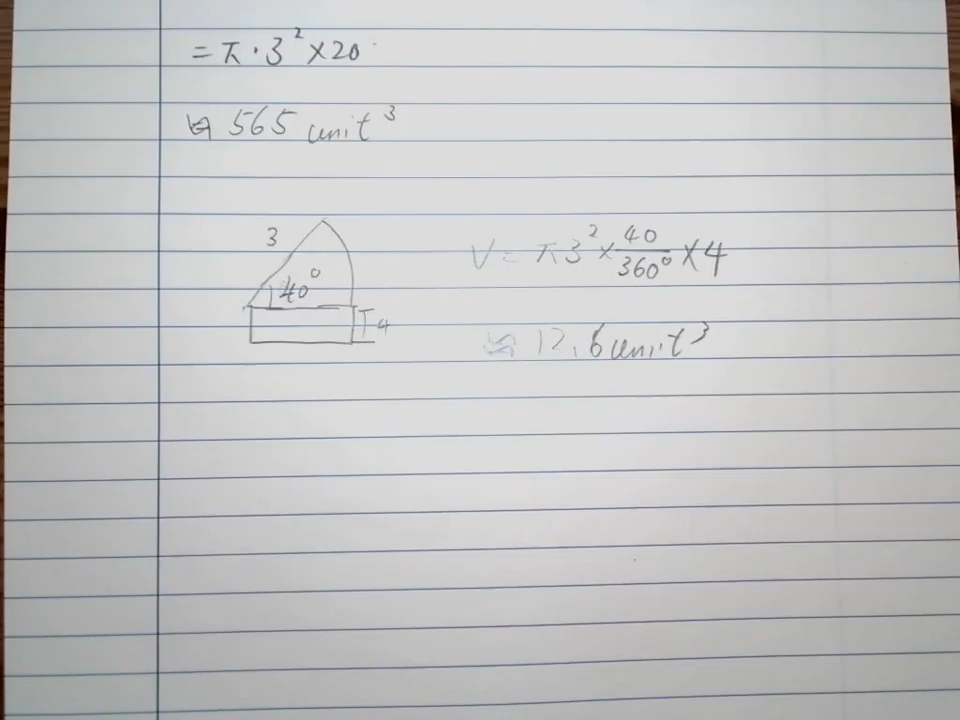 = π · 3² × 20
≈ 565 unit³
3
40°
4
V = π 3² × 40/360° × 4
≈ 12.6 unit³